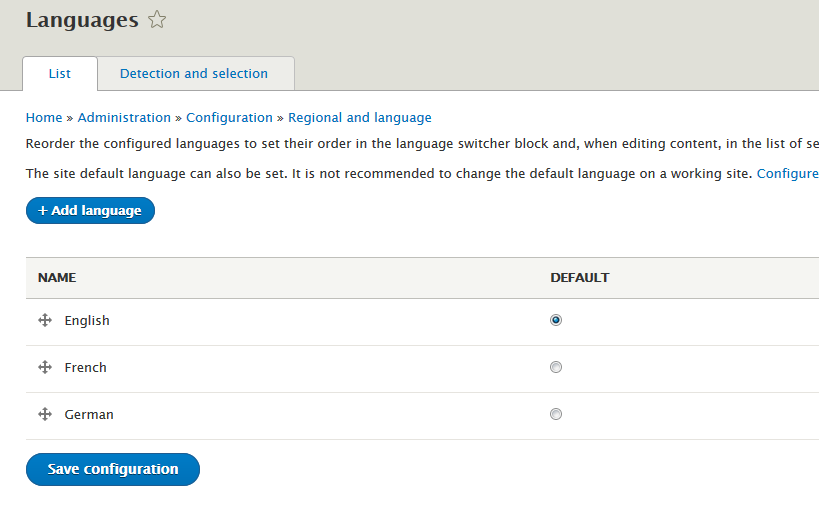 Languages
List Detection and selection
Home » Administration » Configuration » Regional and language
Reorder the configured languages to set their order in the language switcher block and, when editing content, in the list of se
The site default language can also be set. It is not recommended to change the default language on a working site. Configure
+ Add language
NAME DEFAULT
English
French
German
Save configuration